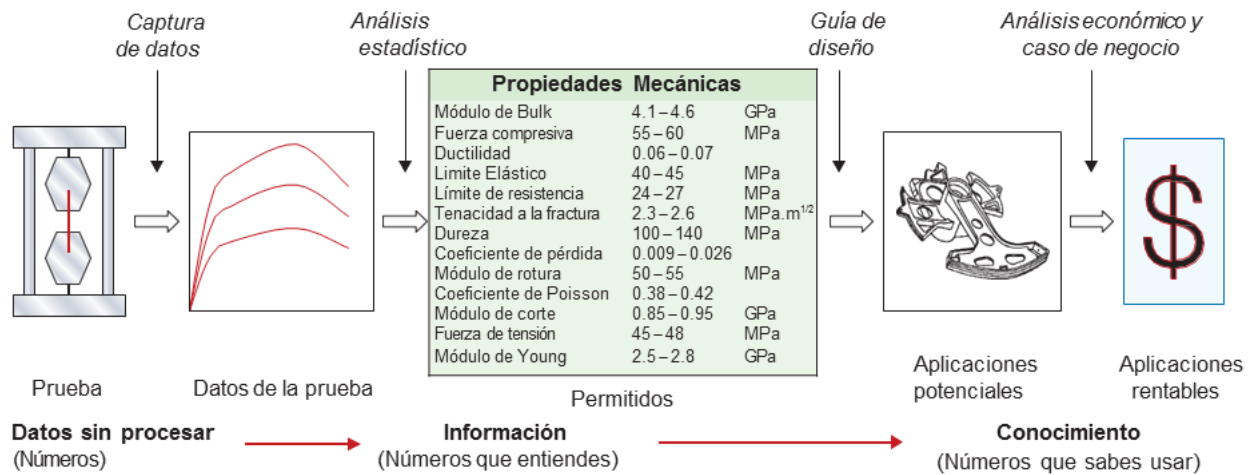 Captura
de datos
Análisis
estadístico
Guía de
diseño
Análisis económico y
caso de negocio
Propiedades Mecánicas
Módulo de Bulk 4.1–4.6 GPa
Fuerza compresiva 55–60 MPa
Ductilidad 0.06–0.07
Limite Elástico 40–45 MPa
Límite de resistencia 24–27 MPa
Tenacidad a la fractura 2.3–2.6 MPa.m1/2
Dureza 100–140 MPa
Coeficiente de pérdida 0.009–0.026
Módulo de rotura 50–55 MPa
Coeficiente de Poisson 0.38–0.42
Módulo de corte 0.85–0.95 GPa
Fuerza de tensión 45–48 MPa
Módulo de Young 2.5–2.8 GPa
$
Prueba
Datos de la prueba
Permitidos
Aplicaciones
potenciales
Aplicaciones
rentables
Datos sin procesar
(Números)
Información
(Números que entiendes)
Conocimiento
(Números que sabes usar)